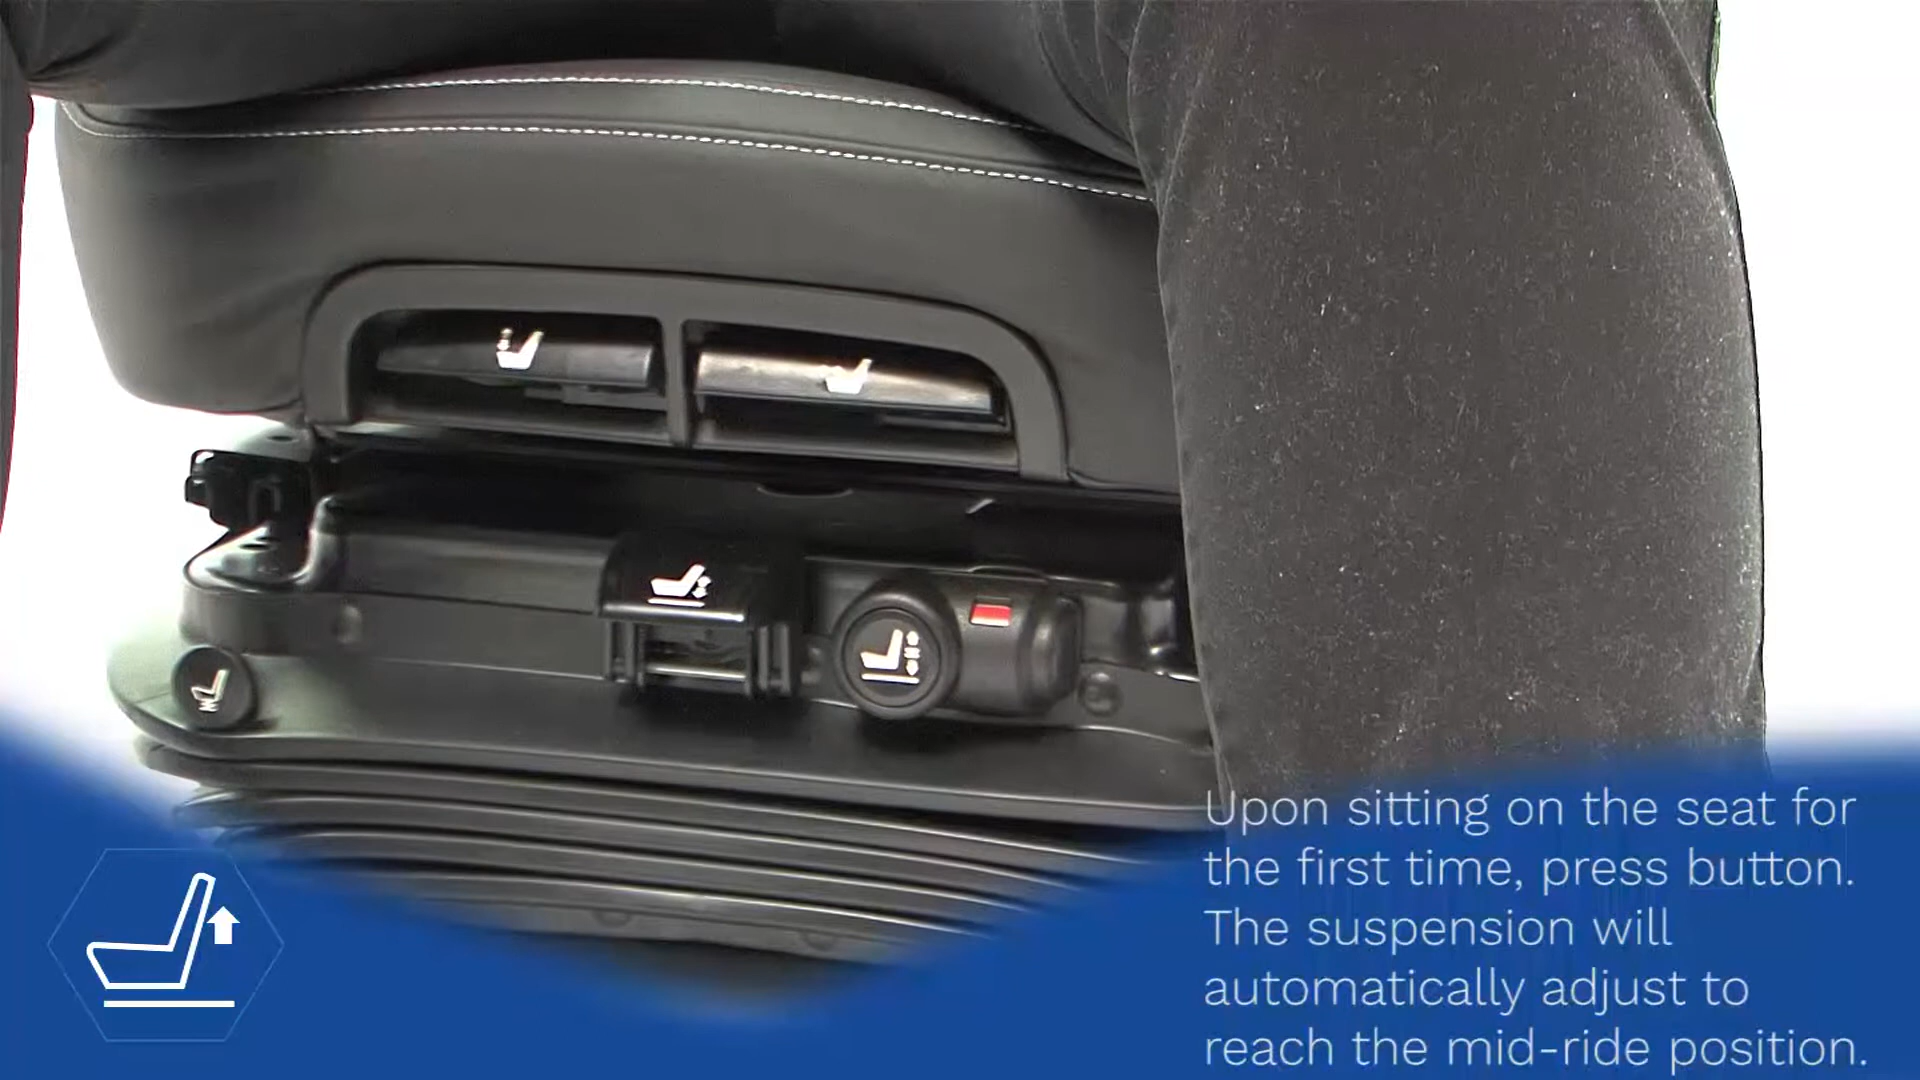 Upon sitting on the seat for
the first time, press button.
The suspension will
automatically adjust to
reach the mid-ride position.